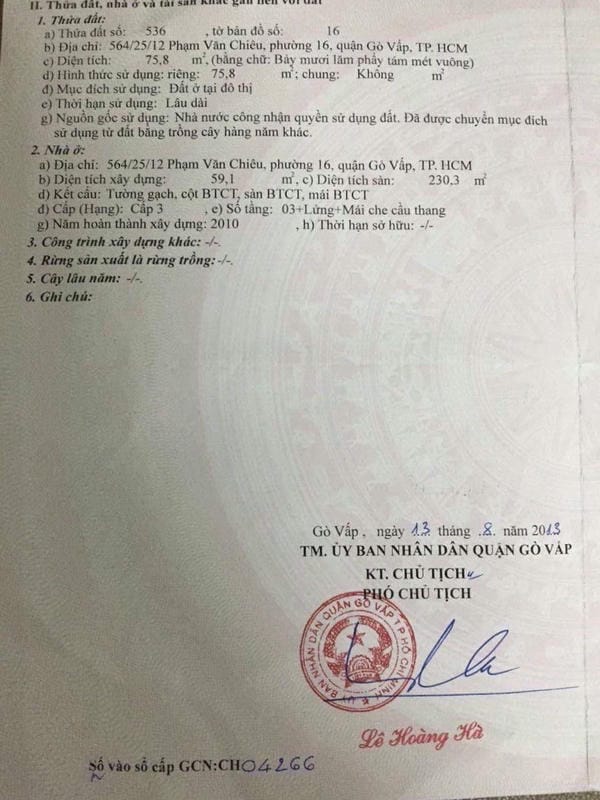 II. Thửa đất, nhà ở và tài sản khác gắn liền với đất
1. Thửa đất:
a) Thửa đất số: 536 , tờ bản đồ số: 16
b) Địa chỉ: 564/25/12 Phạm Văn Chiêu, phường 16, quận Gò Vấp, TP. HCM
c) Diện tích: 75,8 m², (bằng chữ: Bảy mươi lăm phẩy tám mét vuông)
d) Hình thức sử dụng: riêng: 75,8 m²; chung: Không m²
đ) Mục đích sử dụng: Đất ở tại đô thị
e) Thời hạn sử dụng: Lâu dài
g) Nguồn gốc sử dụng: Nhà nước công nhận quyền sử dụng đất. Đã được chuyển mục đích
sử dụng từ đất bằng trồng cây hàng năm khác.
2. Nhà ở:
a) Địa chỉ: 564/25/12 Phạm Văn Chiêu, phường 16, quận Gò Vấp, TP. HCM
b) Diện tích xây dựng: 59,1 m², c) Diện tích sàn: 230,3 m²
d) Kết cấu: Tường gạch, cột BTCT, sàn BTCT, mái BTCT
đ) Cấp (Hạng): Cấp 3 , e) Số tầng: 03+Lửng+Mái che cầu thang
g) Năm hoàn thành xây dựng: 2010 , h) Thời hạn sở hữu: -/-
3. Công trình xây dựng khác: -/-.
4. Rừng sản xuất là rừng trồng: -/-.
5. Cây lâu năm: -/-.
6. Ghi chú:
Gò Vấp , ngày 13 tháng .8. năm 2013
TM. ỦY BAN NHÂN DÂN QUẬN GÒ VẤP
KT. CHỦ TỊCH
PHÓ CHỦ TỊCH
ỦY BAN NHÂN DÂN QUẬN GÒ VẤP T.P HỒ CHÍ MINH
Lê Hoàng Hà
Số vào sổ cấp GCN:CH04266